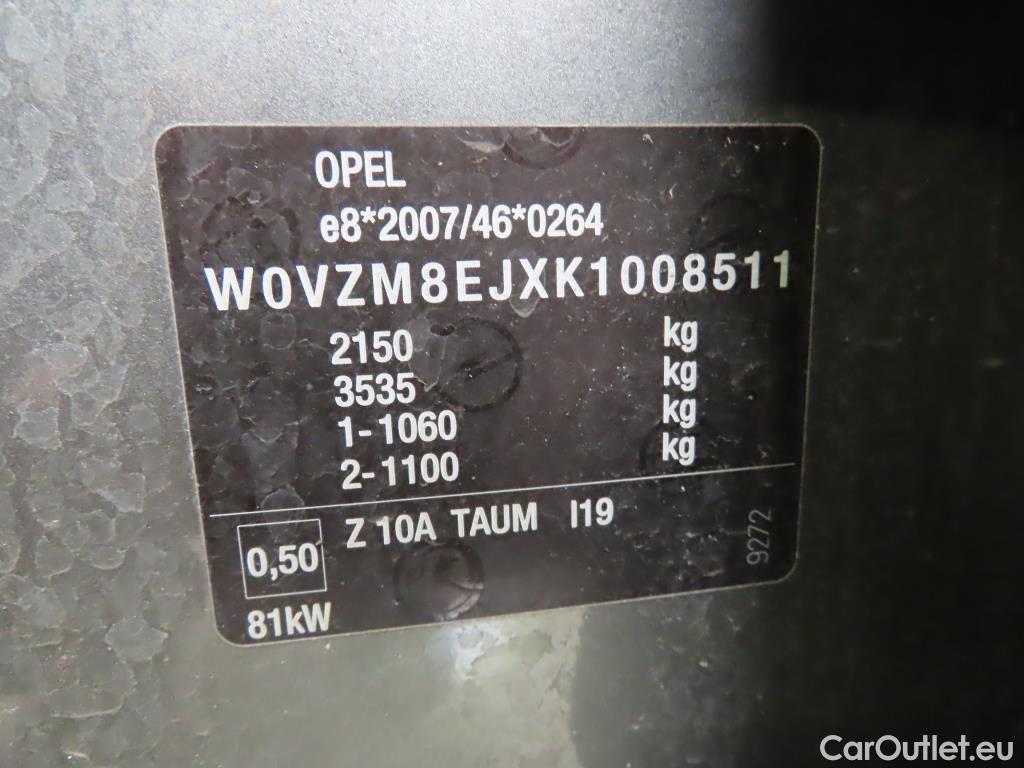 OPEL
e8*2007/46*0264
W0VZM8EJXK1008511
2150 kg
3535 kg
1-1060 kg
2-1100 kg
0,50 Z 10A TAUM I19
81kW
9272
CarOutlet.eu